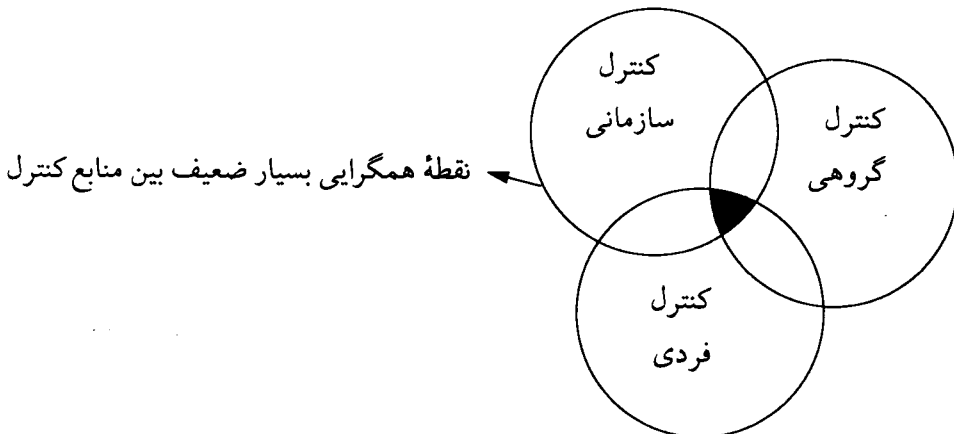 کنترل
سازمانی
کنترل
گروهی
نقطهٔ همگرایی بسیار ضعیف بین منابع کنترل
کنترل
فردی